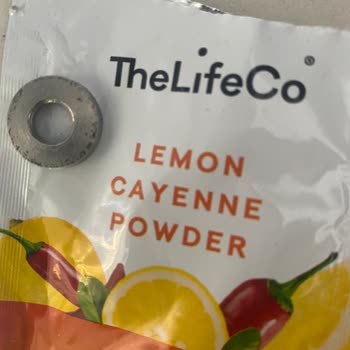 TheLifeCo®
LEMON
CAYENNE
POWDER